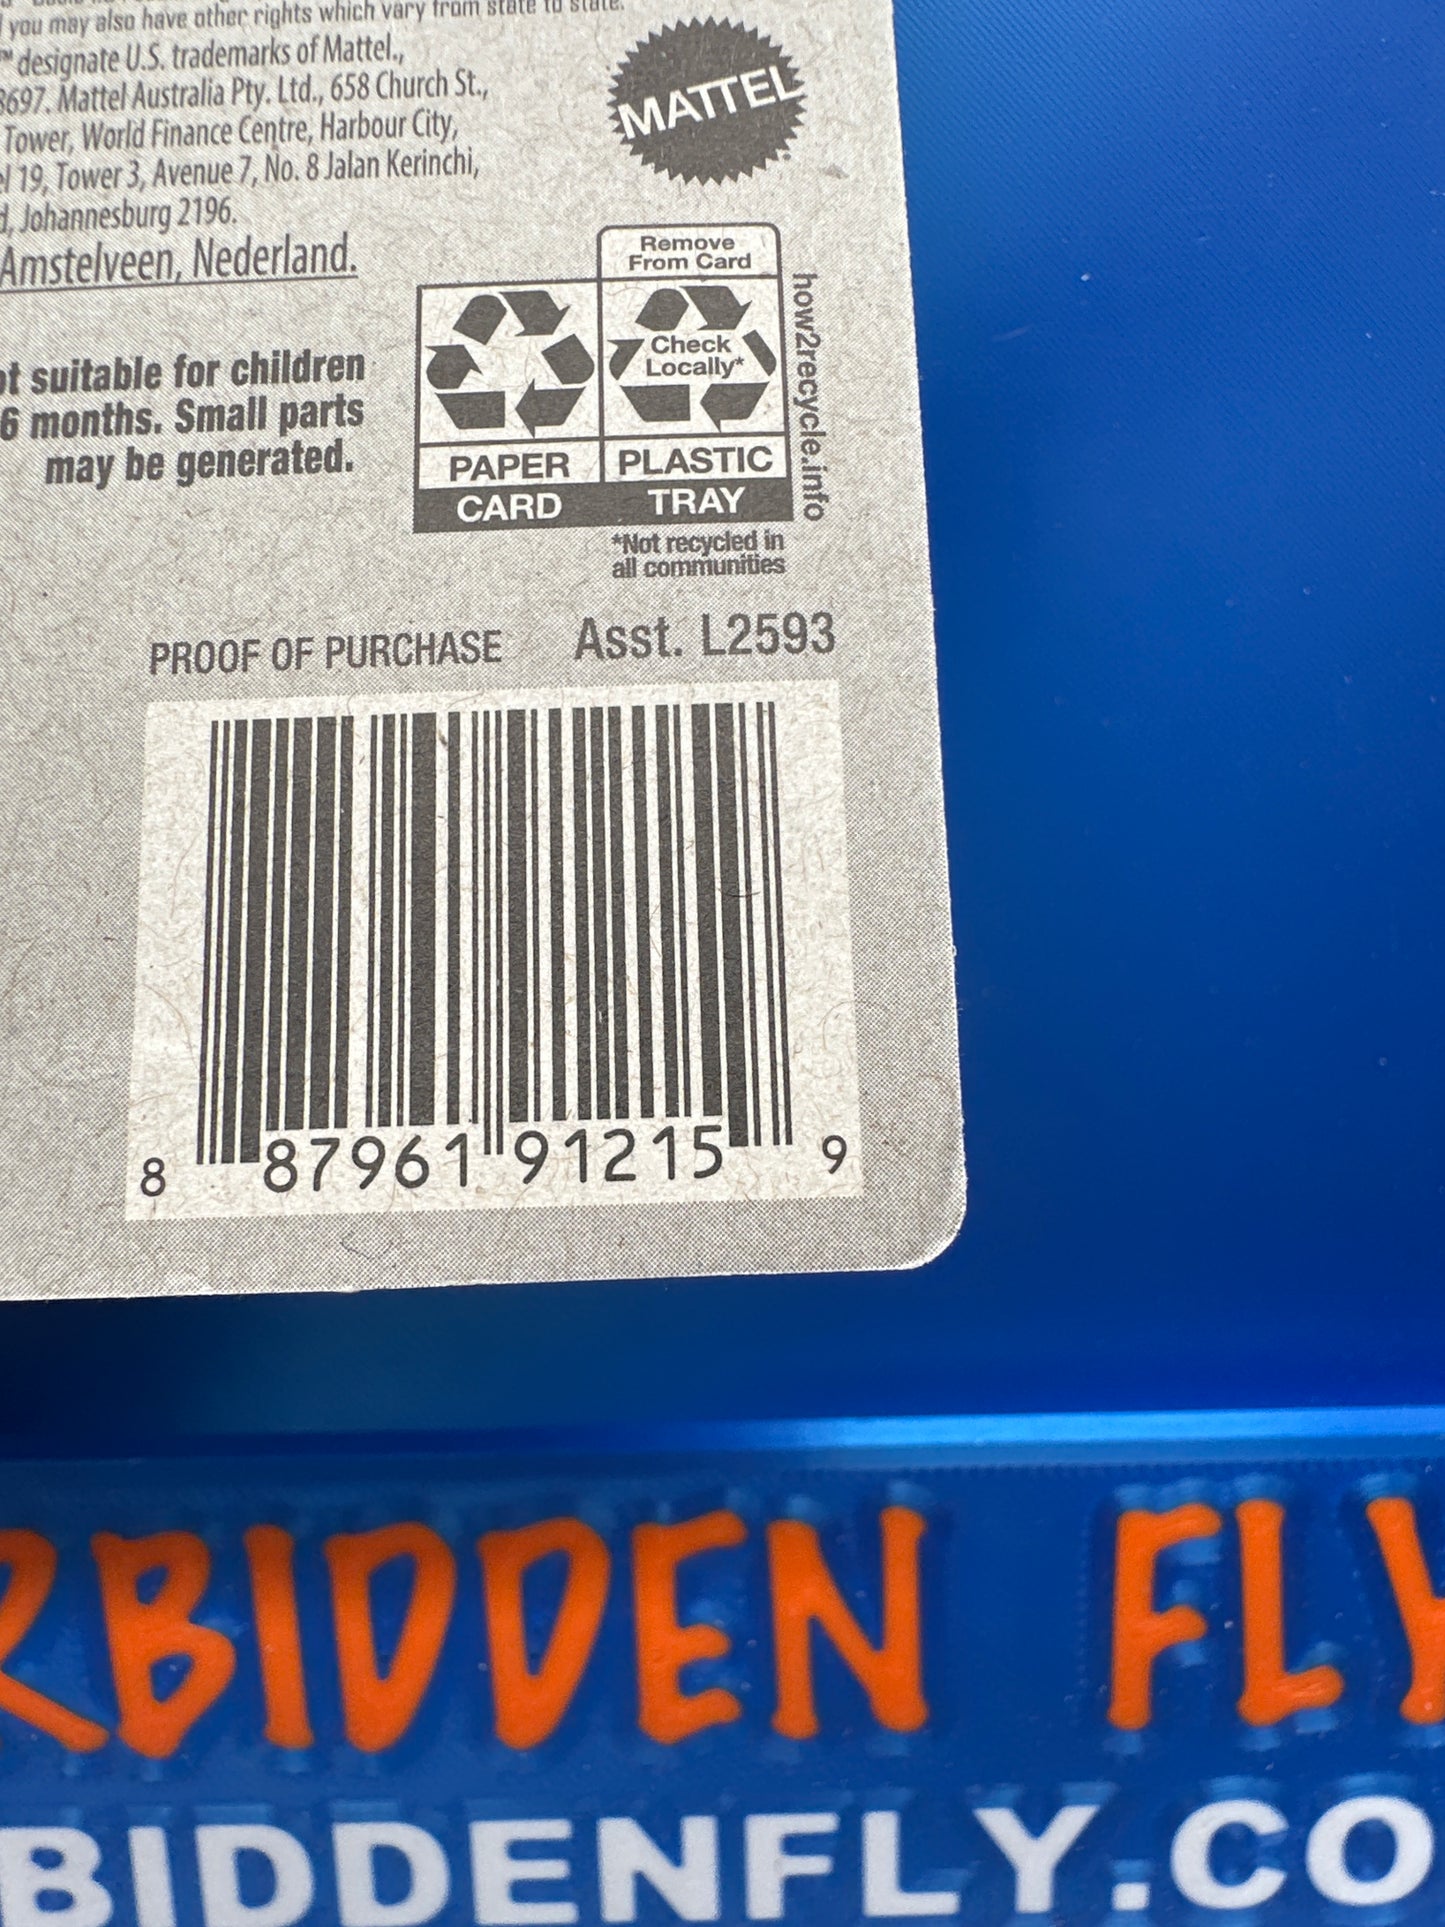 you may also have other rights which vary from state to state.
™ designate U.S. trademarks of Mattel.,
8697. Mattel Australia Pty. Ltd., 658 Church St.,
Tower, World Finance Centre, Harbour City,
19, Tower 3, Avenue 7, No. 8 Jalan Kerinchi,
Johannesburg 2196.
Amstelveen, Nederland.
MATTEL
Remove
From Card
Check
Locally*
how2recycle.info
PAPER
PLASTIC
CARD
TRAY
*Not recycled in
all communities
suitable for children
6 months. Small parts
may be generated.
PROOF OF PURCHASE
Asst. L2593
8 87961 91215 9
RBIDDEN FLY
BIDDENFLY.CO